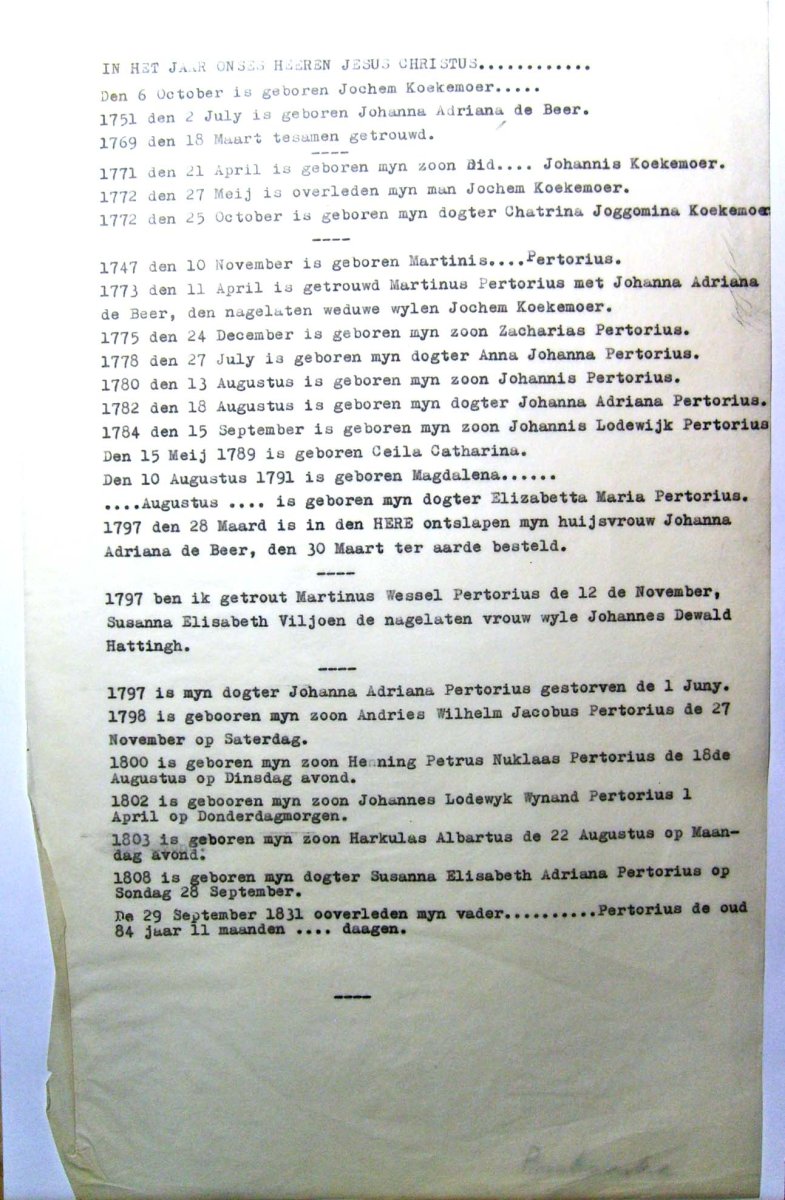 IN HET JAAR ONSES HEEREN JESUS CHRISTUS............
Den 6 October is geboren Jochem Koekemoer.....
1751 den 2 July is geboren Johanna Adriana de Beer.
1769 den 18 Maart tesamen getrouwd.
----
1771 den 21 April is geboren myn zoon Did.... Johannis Koekemoer.
1772 den 27 Meij is overleden myn man Jochem Koekemoer.
1772 den 25 October is geboren myn dogter Chatrina Joggomina Koekemoer
----
1747 den 10 November is geboren Martinis....Pertorius.
1773 den 11 April is getrouwd Martinus Pertorius met Johanna Adriana
de Beer, den nagelaten weduwe wylen Jochem Koekemoer.
1775 den 24 December is geboren myn zoon Zacharias Pertorius.
1778 den 27 July is geboren myn dogter Anna Johanna Pertorius.
1780 den 13 Augustus is geboren myn zoon Johannis Pertorius.
1782 den 18 Augustus is geboren myn dogter Johanna Adriana Pertorius.
1784 den 15 September is geboren myn zoon Johannis Lodewijk Pertorius
Den 15 Meij 1789 is geboren Ceila Catharina.
Den 10 Augustus 1791 is geboren Magdalena......
....Augustus .... is geboren myn dogter Elizabetta Maria Pertorius.
1797 den 28 Maard is in den HERE ontslapen myn huijsvrouw Johanna
Adriana de Beer, den 30 Maart ter aarde besteld.
----
1797 ben ik getrout Martinus Wessel Pertorius de 12 de November,
Susanna Elisabeth Viljoen de nagelaten vrouw wyle Johannes Dewald
Hattingh.
----
1797 is myn dogter Johanna Adriana Pertorius gestorven de 1 Juny.
1798 is gebooren myn zoon Andries Wilhelm Jacobus Pertorius de 27
November op Saterdag.
1800 is geboren myn zoon Henning Petrus Nuklaas Pertorius de 18de
Augustus op Dinsdag avond.
1802 is gebooren myn zoon Johannes Lodewyk Wynand Pertorius 1
April op Donderdagmorgen.
1803 is geboren myn zoon Harkulas Albartus de 22 Augustus op Maan-
dag avond.
1808 is geboren myn dogter Susanna Elisabeth Adriana Pertorius op
Sondag 28 September.
De 29 September 1831 ooverleden myn vader..........Pertorius de oud
84 jaar 11 maanden .... daagen.
----